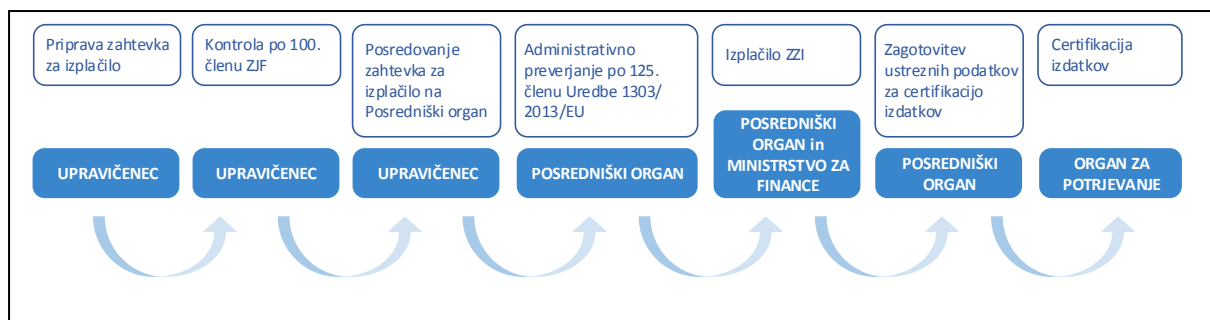 Priprava zahtevka
za izplačilo
Kontrola po 100.
členu ZJF
Posredovanje
zahtevka za
izplačilo na
Posredniški organ
Administrativno
preverjanje po 125.
členu Uredbe 1303/
2013/EU
Izplačilo ZZI
Zagotovitev
ustreznih podatkov
za certifikacijo
izdatkov
Certifikacija
izdatkov
UPRAVIČENEC
UPRAVIČENEC
UPRAVIČENEC
POSREDNIŠKI ORGAN
POSREDNIŠKI
ORGAN in
MINISTRSTVO ZA
FINANCE
POSREDNIŠKI
ORGAN
ORGAN ZA
POTRJEVANJE